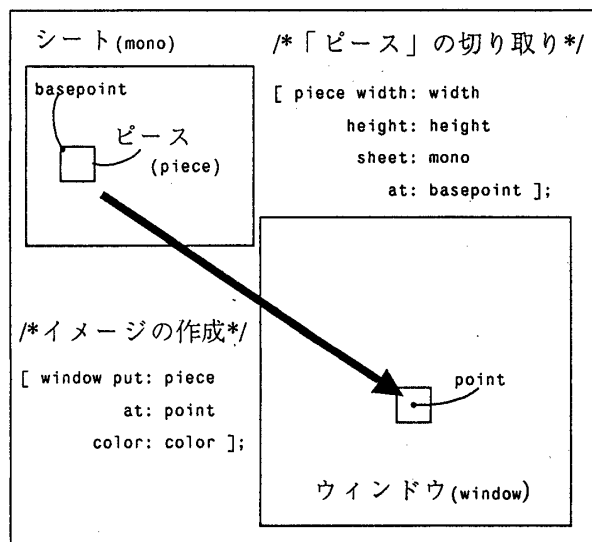 シート(mono)
basepoint
ピース
(piece)
/*「ピース」の切り取り*/
[ piece width: width
height: height
sheet: mono
at: basepoint ];
/*イメージの作成*/
[ window put: piece
at: point
color: color ];
point
ウィンドウ(window)